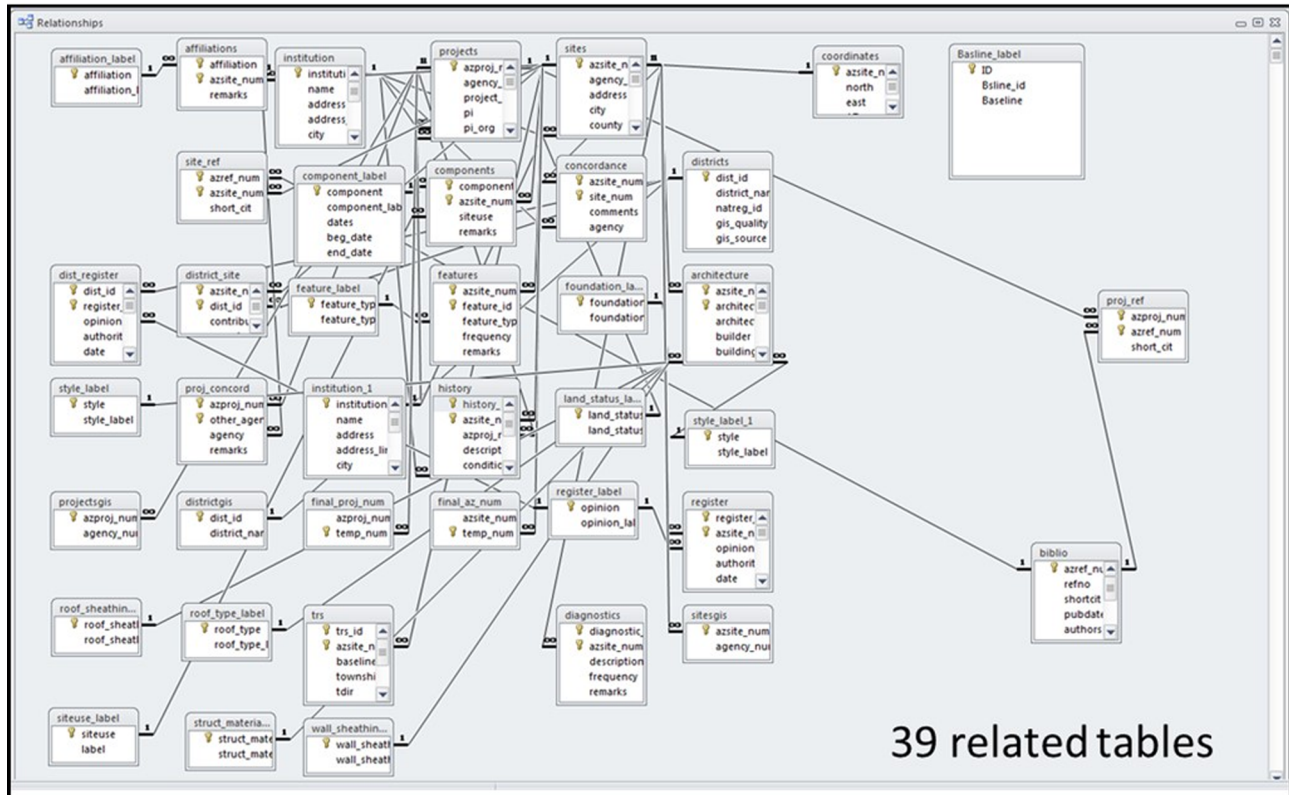 Relationships
affiliation_label
affiliation
affiliation_l
affiliations
affiliation
azsite_num
remarks
institution
instituti
name
address
address_
city
projects
azproj_r
agency_
project_
pi
pi_org
sites
azsite_n
agency_
address
city
county
coordinates
azsite_n
north
east
Basline_label
ID
Bsline_id
Baseline
site_ref
azref_num
azsite_num
short_cit
component_label
component
component_lab
dates
beg_date
end_date
components
component
azsite_num
siteuse
remarks
concordance
azsite_num
site_num
comments
agency
districts
dist_id
district_nar
natreg_id
gis_quality
gis_source
dist_register
dist_id
register_
opinion
authorit
date
district_site
azsite_n
dist_id
contribu
feature_label
feature_typ
feature_typ
features
azsite_num
feature_id
feature_typ
frequency
remarks
foundation_la...
foundation
foundation
architecture
azsite_n
architec
architec
builder
building
proj_ref
azproj_num
azref_num
short_cit
style_label
style
style_label
proj_concord
azproj_num
other_agen
agency
remarks
institution_1
institution
name
address
address_lin
city
history
history_
azsite_n
azproj_r
descript
conditic
land_status_la...
land_status
land_status
style_label_1
style
style_label
projectsgis
azproj_num
agency_nu
districtgis
dist_id
district_nar
final_proj_num
azproj_num
temp_num
final_az_num
azsite_num
temp_num
register_label
opinion
opinion_lal
register
register_
azsite_n
opinion
authorit
date
biblio
azref_nu
refno
shortcit
pubdate
authors
roof_sheathin...
roof_sheatl
roof_sheatl
roof_type_label
roof_type
roof_type_l
trs
trs_id
azsite_n
baseline
townshi
tdir
diagnostics
diagnostic_
azsite_num
description
frequency
remarks
sitesgis
azsite_num
agency_nu
siteuse_label
siteuse
label
struct_materia...
struct_mate
struct_mate
wall_sheathin...
wall_sheatl
wall_sheatl
39 related tables